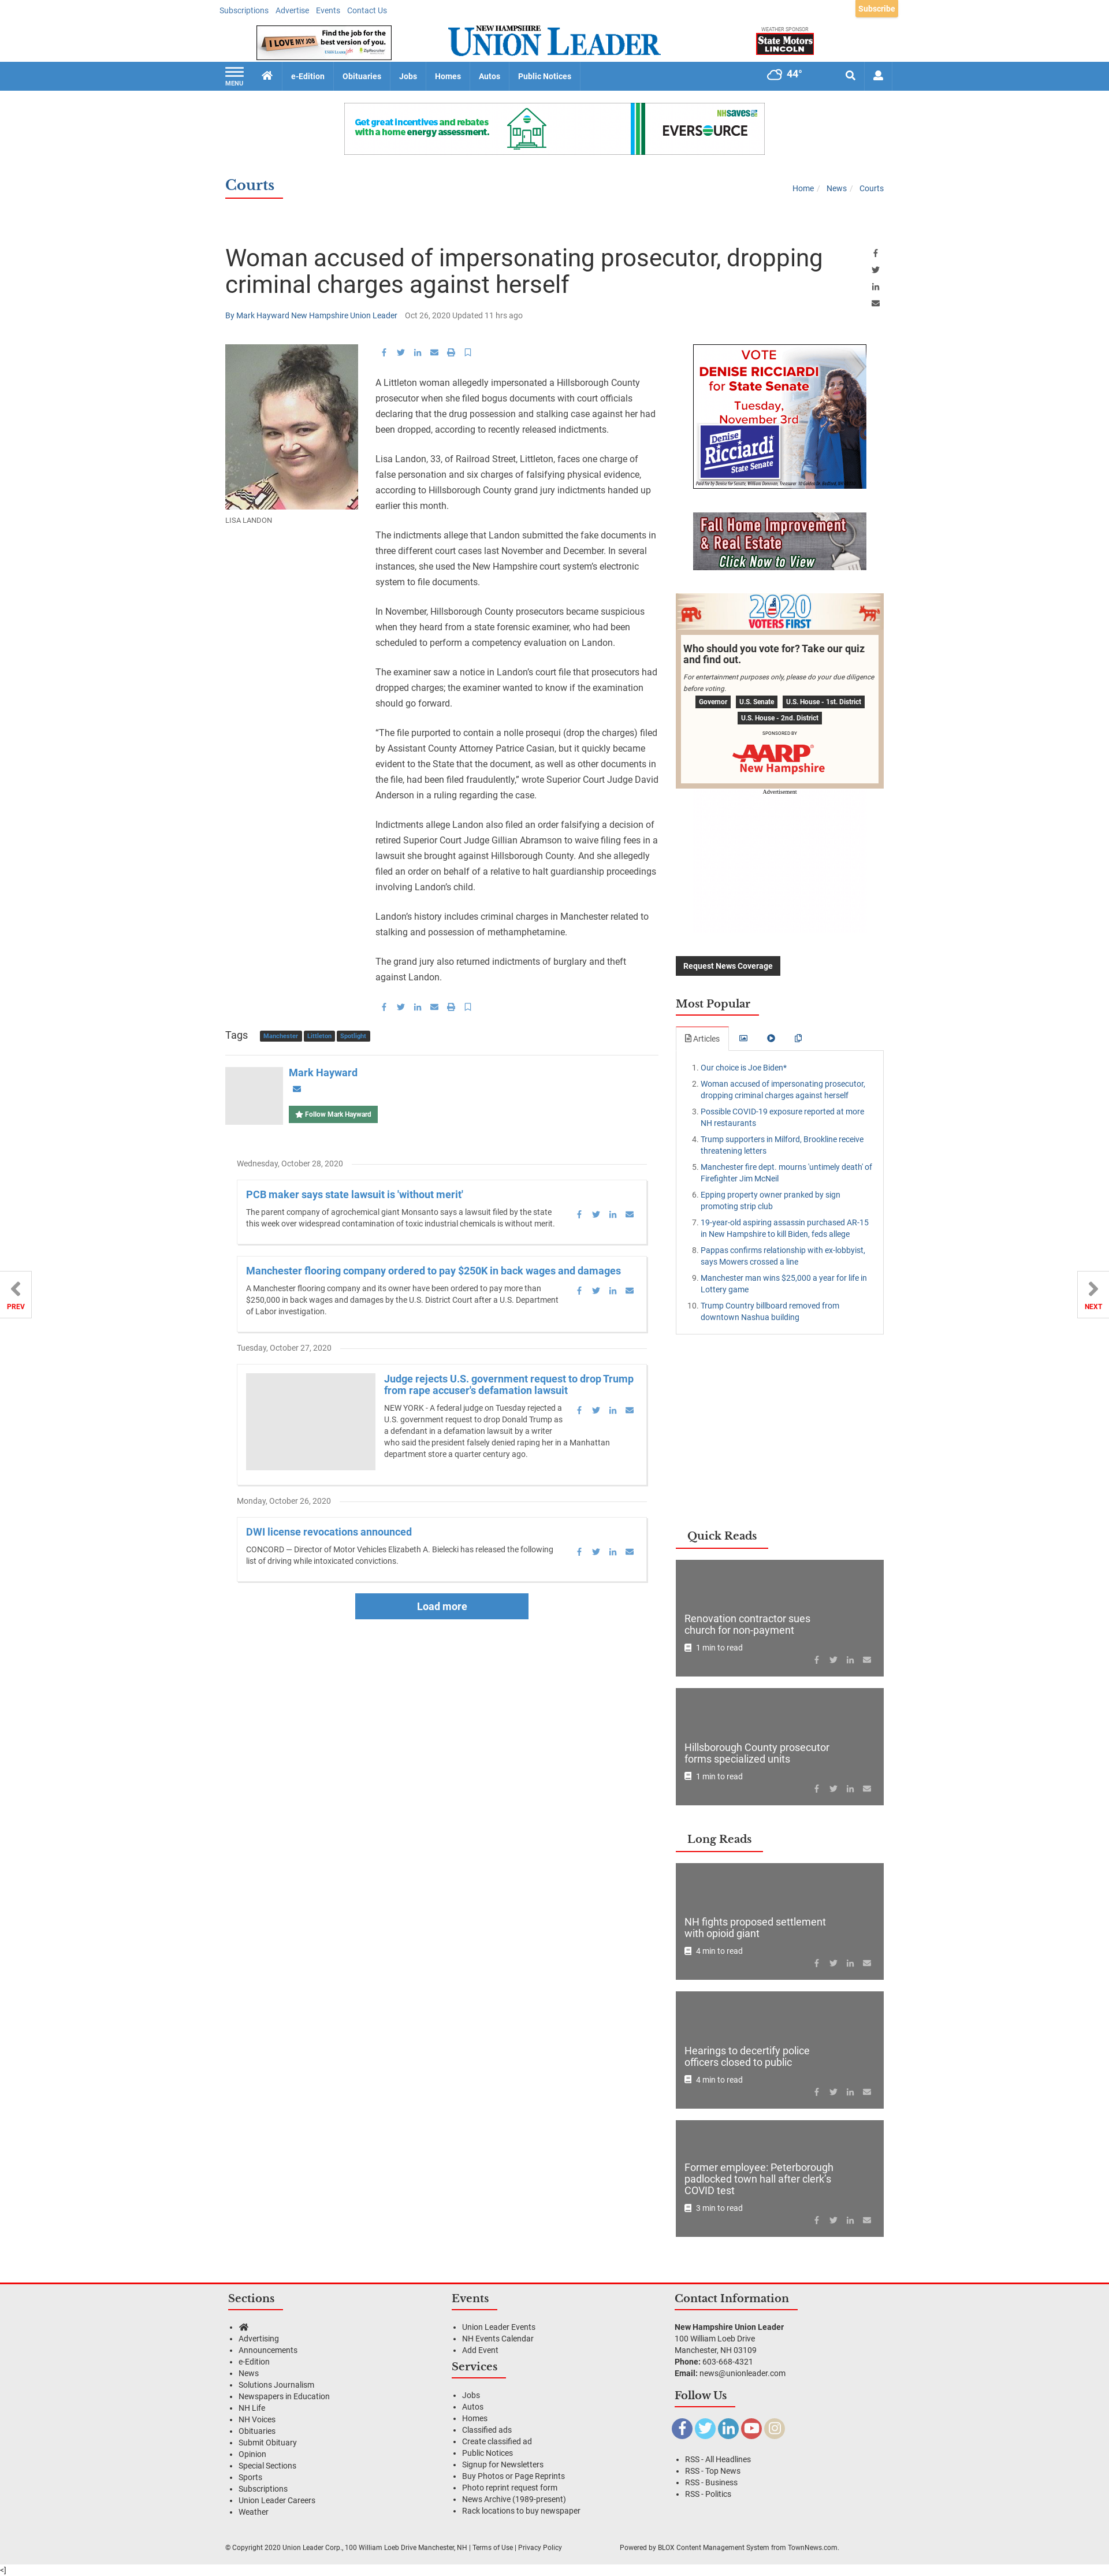 Subscriptions Advertise Events Contact Us
Subscribe
I LOVE MY JOB
Find the job for the
best version of you.
NEW HAMPSHIRE
UNION LEADER
WEATHER SPONSOR
State Motors
LINCOLN
MENU
e-Edition Obituaries Jobs Homes Autos Public Notices
44°
Get great incentives and rebates
with a home energy assessment.
NHSAVES
EVERSOURCE
Courts
Home / News / Courts
Woman accused of impersonating prosecutor, dropping
criminal charges against herself
By Mark Hayward New Hampshire Union Leader Oct 26, 2020 Updated 11 hrs ago
LISA LANDON
A Littleton woman allegedly impersonated a Hillsborough County
prosecutor when she filed bogus documents with court officials
declaring that the drug possession and stalking case against her had
been dropped, according to recently released indictments.
Lisa Landon, 33, of Railroad Street, Littleton, faces one charge of
false personation and six charges of falsifying physical evidence,
according to Hillsborough County grand jury indictments handed up
earlier this month.
The indictments allege that Landon submitted the fake documents in
three different court cases last November and December. In several
instances, she used the New Hampshire court system's electronic
system to file documents.
In November, Hillsborough County prosecutors became suspicious
when they heard from a state forensic examiner, who had been
scheduled to perform a competency evaluation on Landon.
The examiner saw a notice in Landon's court file that prosecutors had
dropped charges; the examiner wanted to know if the examination
should go forward.
"The file purported to contain a nolle prosequi (drop the charges) filed
by Assistant County Attorney Patrice Casian, but it quickly became
evident to the State that the document, as well as other documents in
the file, had been filed fraudulently," wrote Superior Court Judge David
Anderson in a ruling regarding the case.
Indictments allege Landon also filed an order falsifying a decision of
retired Superior Court Judge Gillian Abramson to waive filing fees in a
lawsuit she brought against Hillsborough County. And she allegedly
filed an order on behalf of a relative to halt guardianship proceedings
involving Landon's child.
Landon's history includes criminal charges in Manchester related to
stalking and possession of methamphetamine.
The grand jury also returned indictments of burglary and theft
against Landon.
Tags Manchester Littleton Spotlight
Mark Hayward
Follow Mark Hayward
Wednesday, October 28, 2020
PCB maker says state lawsuit is 'without merit'
The parent company of agrochemical giant Monsanto says a lawsuit filed by the state
this week over widespread contamination of toxic industrial chemicals is without merit.
Manchester flooring company ordered to pay $250K in back wages and damages
A Manchester flooring company and its owner have been ordered to pay more than
$250,000 in back wages and damages by the U.S. District Court after a U.S. Department
of Labor investigation.
Tuesday, October 27, 2020
Judge rejects U.S. government request to drop Trump
from rape accuser's defamation lawsuit
NEW YORK - A federal judge on Tuesday rejected a
U.S. government request to drop Donald Trump as
a defendant in a defamation lawsuit by a writer
who said the president falsely denied raping her in a Manhattan
department store a quarter century ago.
Monday, October 26, 2020
DWI license revocations announced
CONCORD — Director of Motor Vehicles Elizabeth A. Bielecki has released the following
list of driving while intoxicated convictions.
Load more
PREV
NEXT
VOTE
DENISE RICCIARDI
for State Senate
Tuesday,
November 3rd
Denise
Ricciardi
State Senate
Fall Home Improvement
& Real Estate
Click Now to View
2020
VOTERS FIRST
Who should you vote for? Take our quiz
and find out.
For entertainment purposes only, please do your due diligence
before voting.
Governor U.S. Senate U.S. House - 1st. District
U.S. House - 2nd. District
SPONSORED BY
AARP
New Hampshire
Advertisement
Request News Coverage
Most Popular
Articles
1. Our choice is Joe Biden*
2. Woman accused of impersonating prosecutor,
dropping criminal charges against herself
3. Possible COVID-19 exposure reported at more
NH restaurants
4. Trump supporters in Milford, Brookline receive
threatening letters
5. Manchester fire dept. mourns 'untimely death' of
Firefighter Jim McNeil
6. Epping property owner pranked by sign
promoting strip club
7. 19-year-old aspiring assassin purchased AR-15
in New Hampshire to kill Biden, feds allege
8. Pappas confirms relationship with ex-lobbyist,
says Mowers crossed a line
9. Manchester man wins $25,000 a year for life in
Lottery game
10. Trump Country billboard removed from
downtown Nashua building
Quick Reads
Renovation contractor sues
church for non-payment
1 min to read
Hillsborough County prosecutor
forms specialized units
1 min to read
Long Reads
NH fights proposed settlement
with opioid giant
4 min to read
Hearings to decertify police
officers closed to public
4 min to read
Former employee: Peterborough
padlocked town hall after clerk's
COVID test
3 min to read
Sections
Advertising
Announcements
e-Edition
News
Solutions Journalism
Newspapers in Education
NH Life
NH Voices
Obituaries
Submit Obituary
Opinion
Special Sections
Sports
Subscriptions
Union Leader Careers
Weather
Events
Union Leader Events
NH Events Calendar
Add Event
Services
Jobs
Autos
Homes
Classified ads
Create classified ad
Public Notices
Signup for Newsletters
Buy Photos or Page Reprints
Photo reprint request form
News Archive (1989-present)
Rack locations to buy newspaper
Contact Information
New Hampshire Union Leader
100 William Loeb Drive
Manchester, NH 03109
Phone: 603-668-4321
Email: news@unionleader.com
Follow Us
RSS - All Headlines
RSS - Top News
RSS - Business
RSS - Politics
© Copyright 2020 Union Leader Corp., 100 William Loeb Drive Manchester, NH | Terms of Use | Privacy Policy
Powered by BLOX Content Management System from TownNews.com.
<]